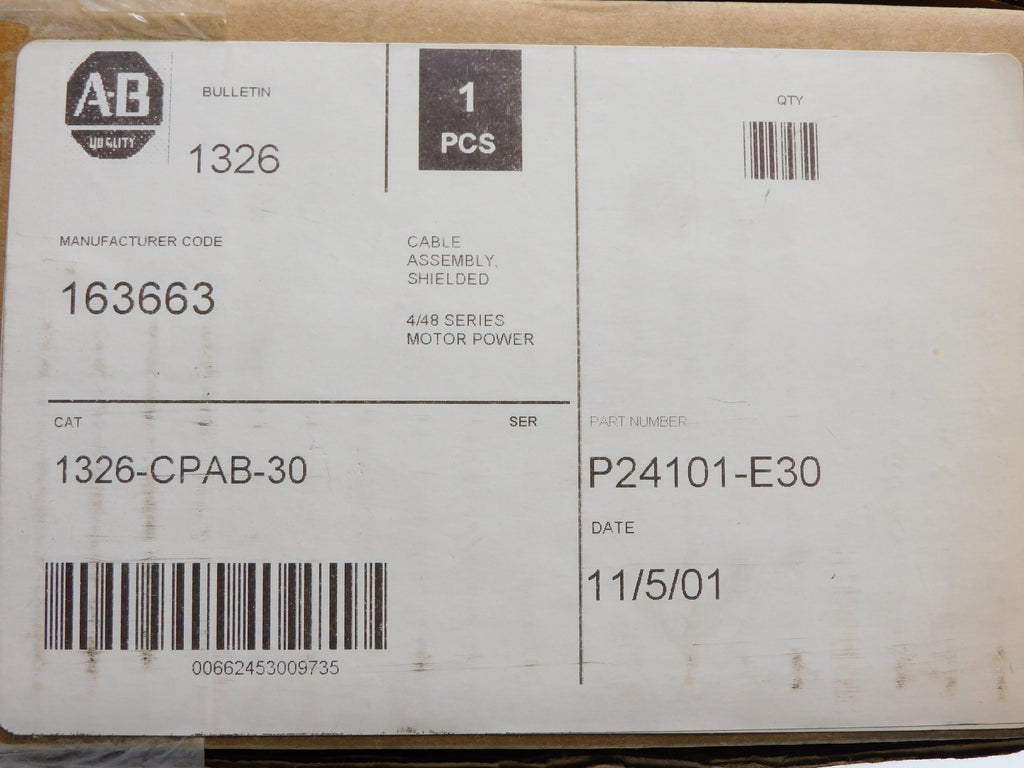 A-B
QUALITY
BULLETIN
1326
1
PCS
QTY
MANUFACTURER CODE
163663
CABLE
ASSEMBLY,
SHIELDED
4/48 SERIES
MOTOR POWER
CAT
SER
1326-CPAB-30
00662453009735
PART NUMBER
P24101-E30
DATE
11/5/01